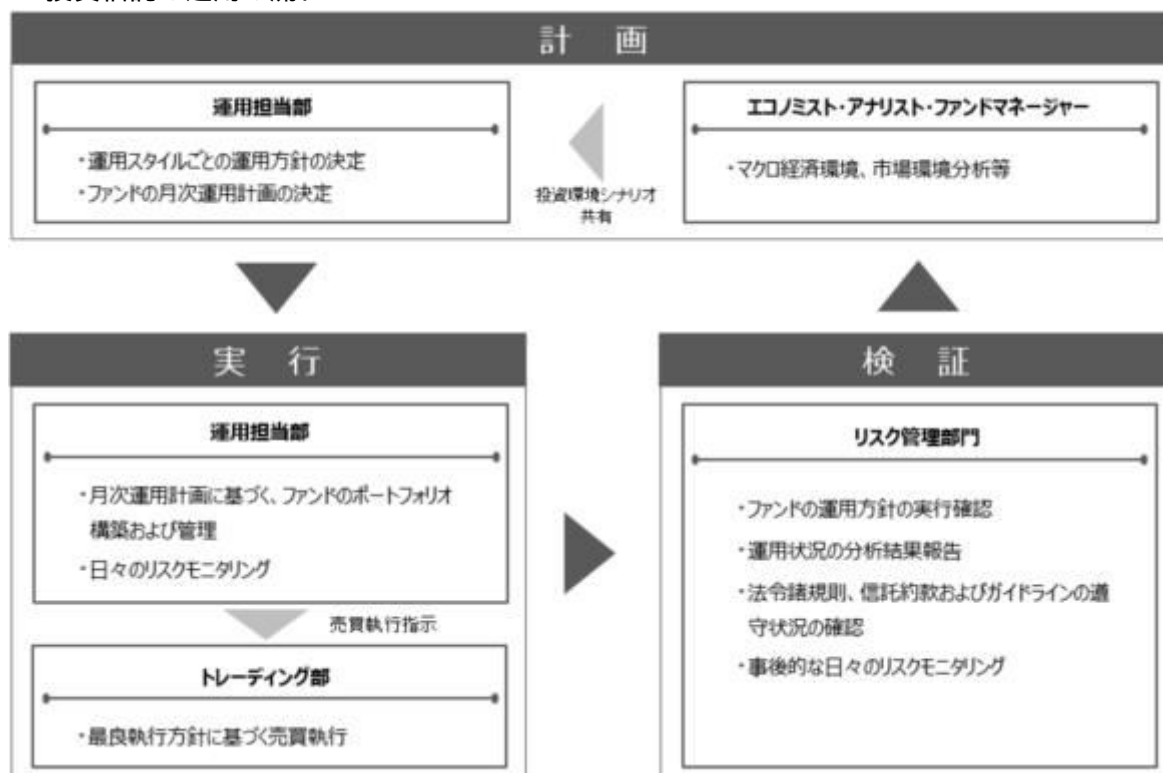 計 画
運用担当部
・運用スタイルごとの運用方針の決定
・ファンドの月次運用計画の決定
投資環境シナリオ
共有
エコノミスト・アナリスト・ファンドマネージャー
・マクロ経済環境、市場環境分析等
実 行
運用担当部
・月次運用計画に基づく、ファンドのポートフォリオ
構築および管理
・日々のリスクモニタリング
売買執行指示
トレーディング部
・最良執行方針に基づく売買執行
検 証
リスク管理部門
・ファンドの運用方針の実行確認
・運用状況の分析結果報告
・法令諸規則、信託約款およびガイドラインの遵
守状況の確認
・事後的な日々のリスクモニタリング